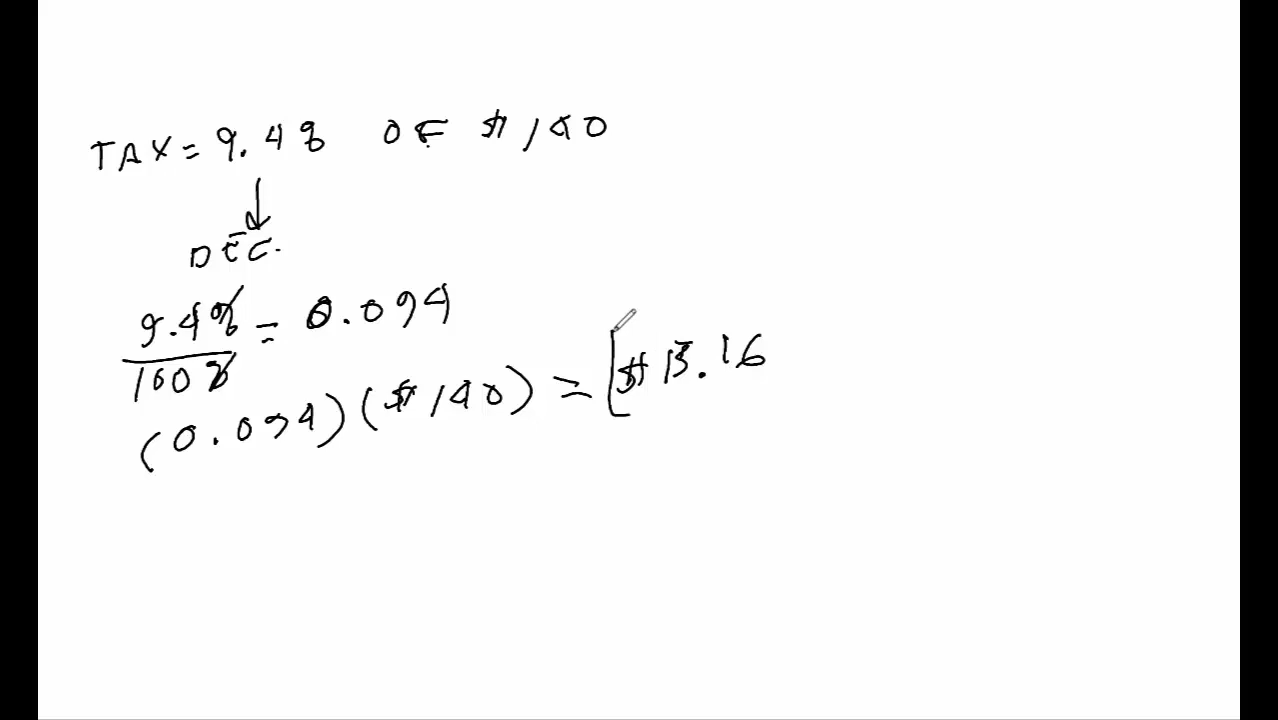 TAX = 9.4% OF $140
DEC.
9.4% / 100% = 0.094
(0.094)($140) = $13.16